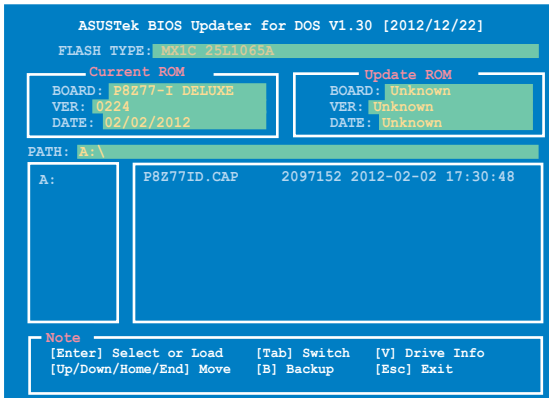 ASUSTek BIOS Updater for DOS V1.30 [2012/12/22]
FLASH TYPE: MX1C 25L1065A
Current ROM
BOARD: P8Z77-I DELUXE
VER: 0224
DATE: 02/02/2012
Update ROM
BOARD: Unknown
VER: Unknown
DATE: Unknown
PATH: A:\
A:
P8Z77ID.CAP 2097152 2012-02-02 17:30:48
Note
[Enter] Select or Load [Tab] Switch [V] Drive Info
[Up/Down/Home/End] Move [B] Backup [Esc] Exit